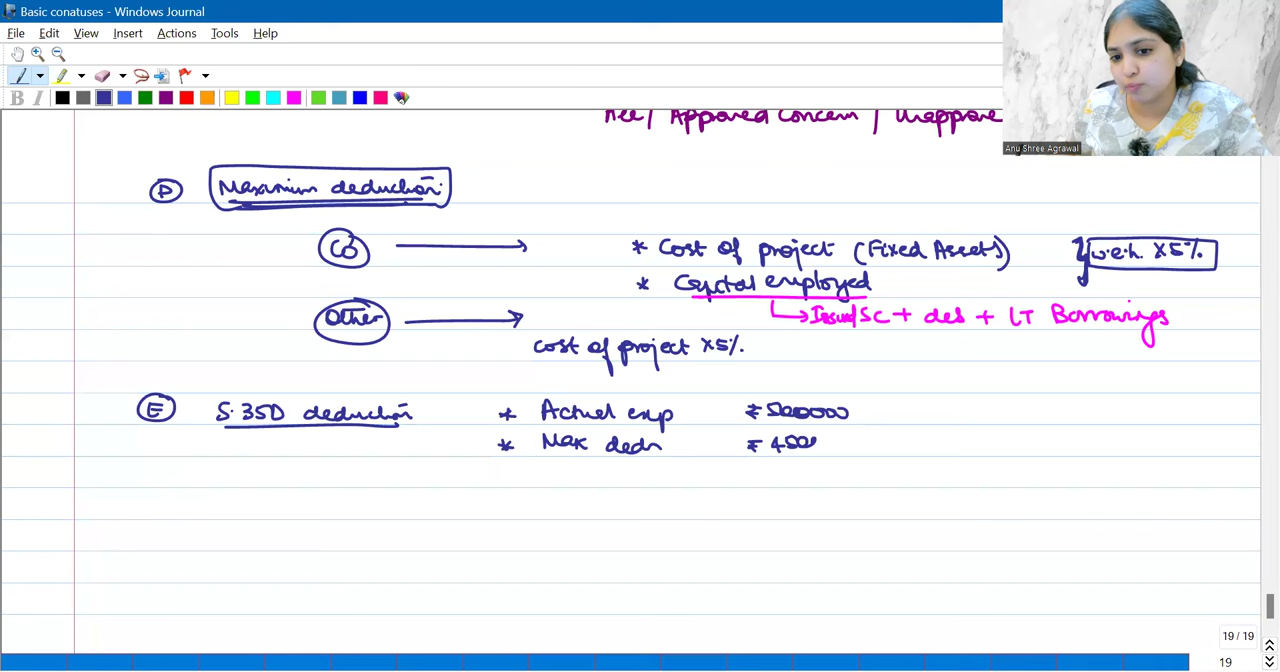 Basic conatuses - Windows Journal
File Edit View Insert Actions Tools Help
B I
Anu Shree Agrawal
/ Approved Concern /
D Maximum deduction
Co * Cost of project (Fixed Assets) w.e.h. X5%
* Capital employed
Other Issued SC + deb + LT Borrowings
cost of project X5%.
E S.35D deduction * Actual exp ₹500000
* Max dedn ₹4500
19 / 19
19